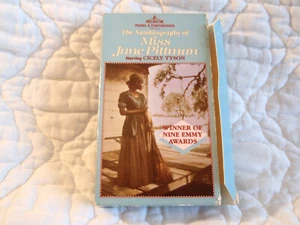 The Autobiography of
Miss
Jane Pittman
Starring CICELY TYSON
WINNER OF
NINE EMMY
AWARDS